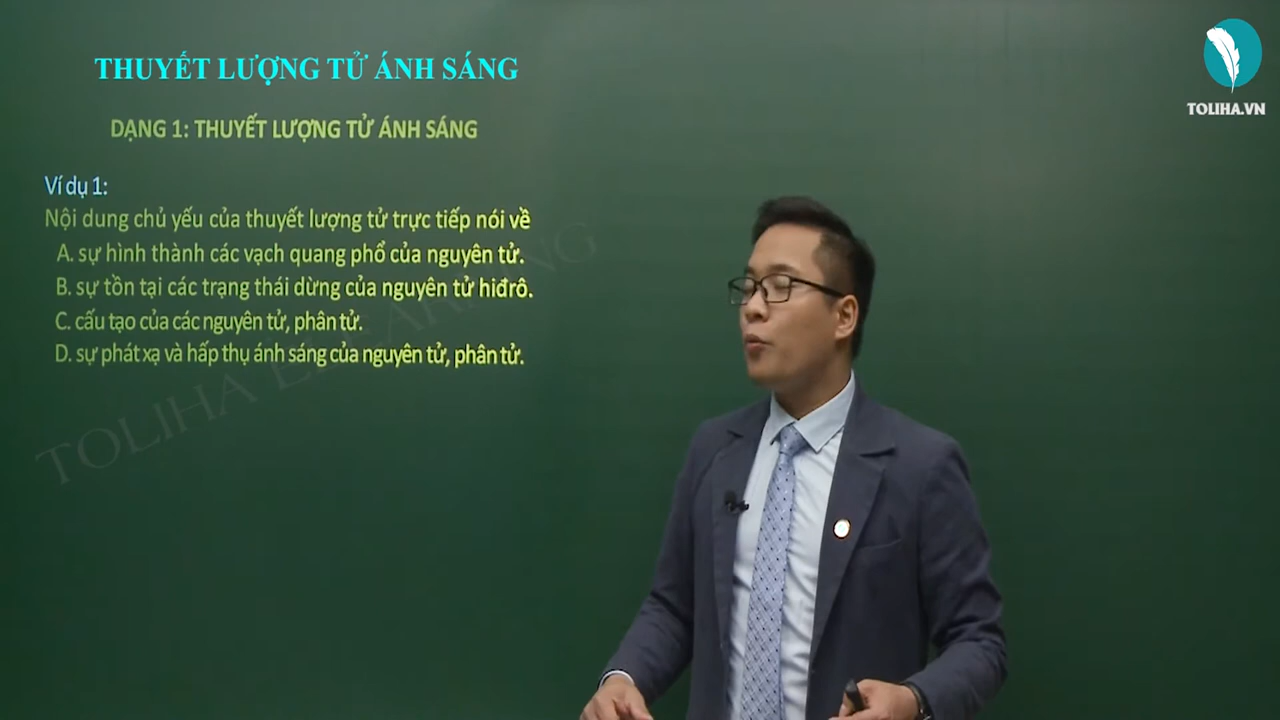 THUYẾT LƯỢNG TỬ ÁNH SÁNG
TOLIHA.VN
DẠNG 1: THUYẾT LƯỢNG TỬ ÁNH SÁNG
Ví dụ 1:
Nội dung chủ yếu của thuyết lượng tử trực tiếp nói về
A. sự hình thành các vạch quang phổ của nguyên tử.
B. sự tồn tại các trạng thái dừng của nguyên tử hiđrô.
C. cấu tạo của các nguyên tử, phân tử.
D. sự phát xạ và hấp thụ ánh sáng của nguyên tử, phân tử.
TOLIHA ELEARNING